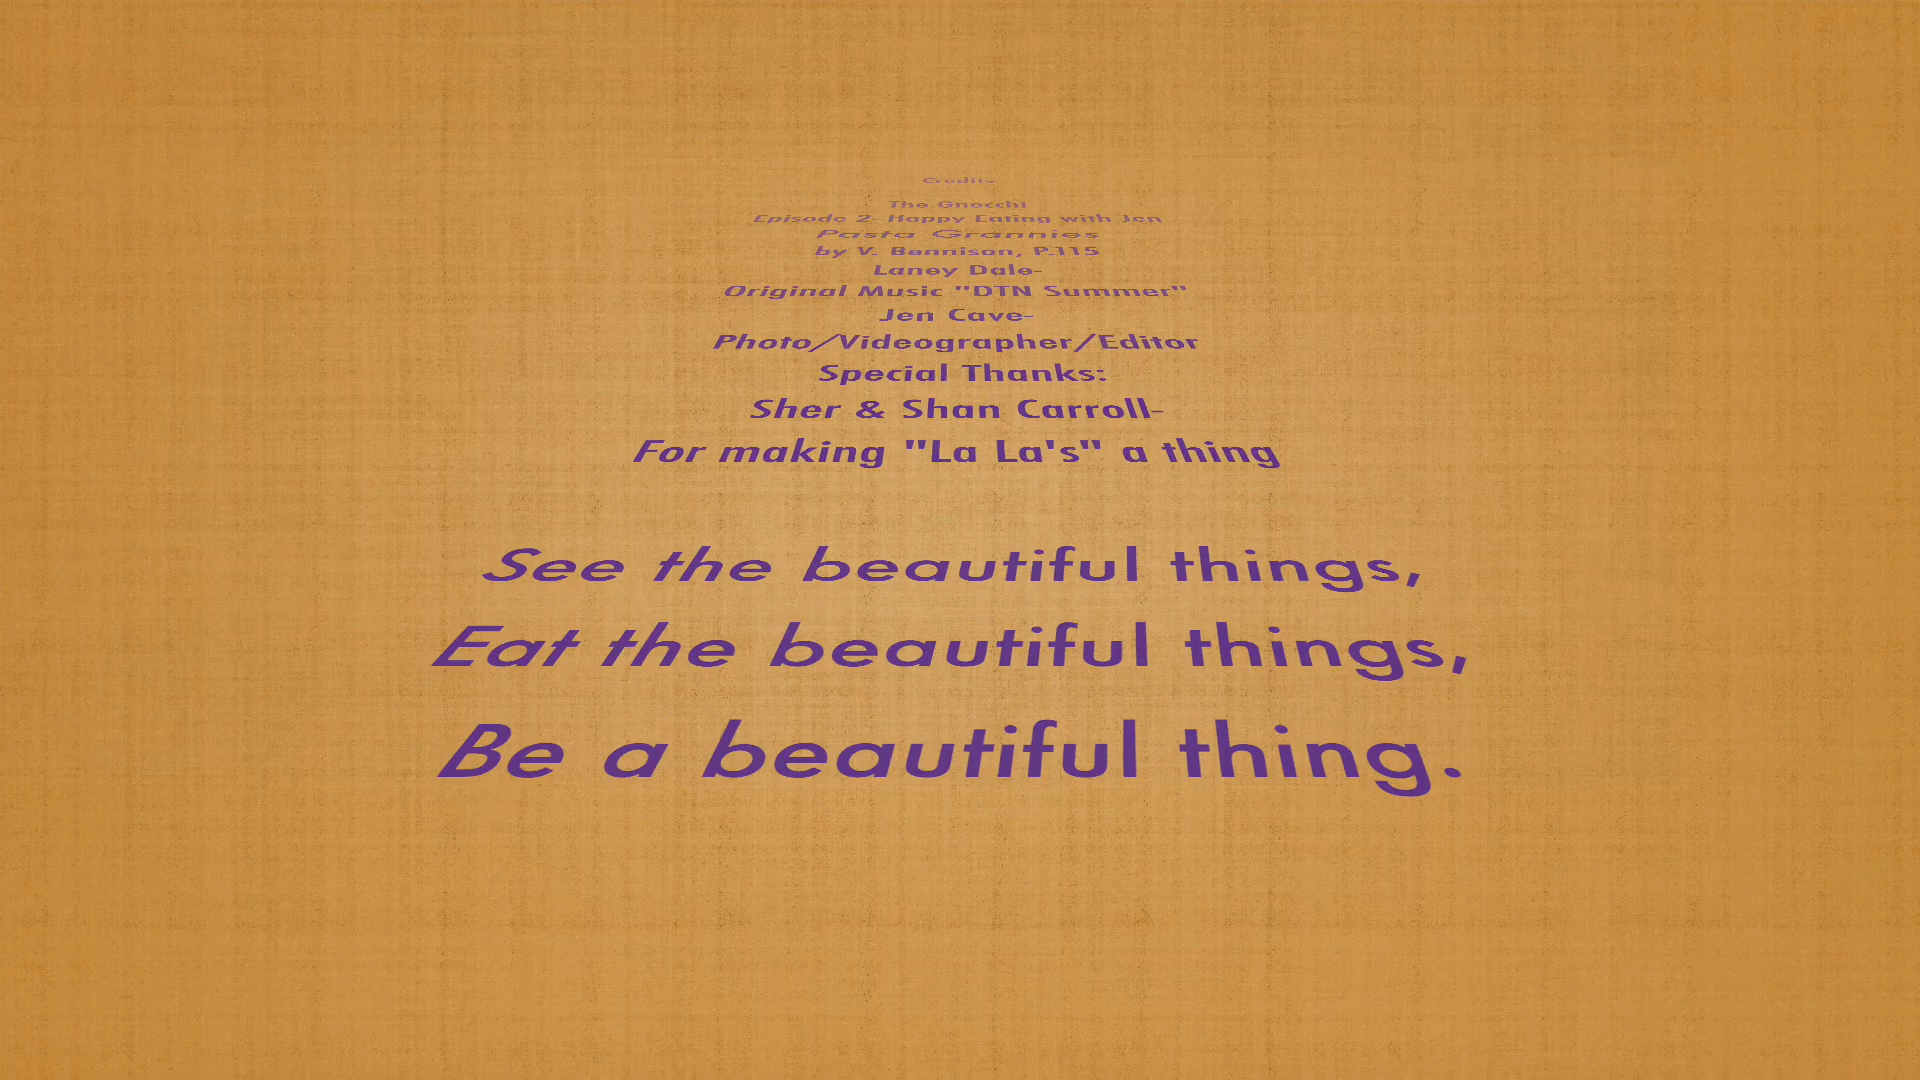 Credits
The Gnocchi
Episode 2- Happy Eating with Jen
Pasta Grannies
by V. Bennison, P.115
Laney Dale-
Original Music "DTN Summer"
Jen Cave-
Photo/Videographer/Editor
Special Thanks:
Sher & Shan Carroll-
For making "La La's" a thing
See the beautiful things,
Eat the beautiful things,
Be a beautiful thing.